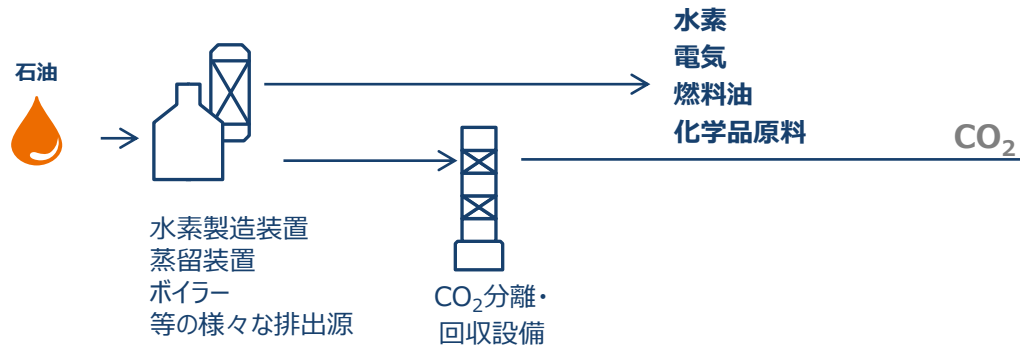 石油
水素
電気
燃料油
化学品原料
CO₂
水素製造装置
蒸留装置
ボイラー
等の様々な排出源
CO₂分離・
回収設備